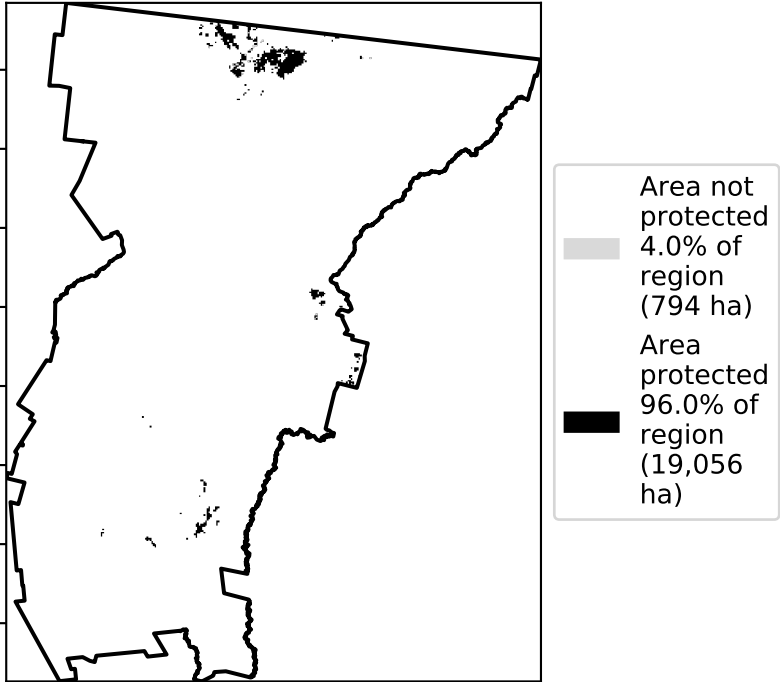 Area not
protected
4.0% of
region
(794 ha)
Area
protected
96.0% of
region
(19,056
ha)